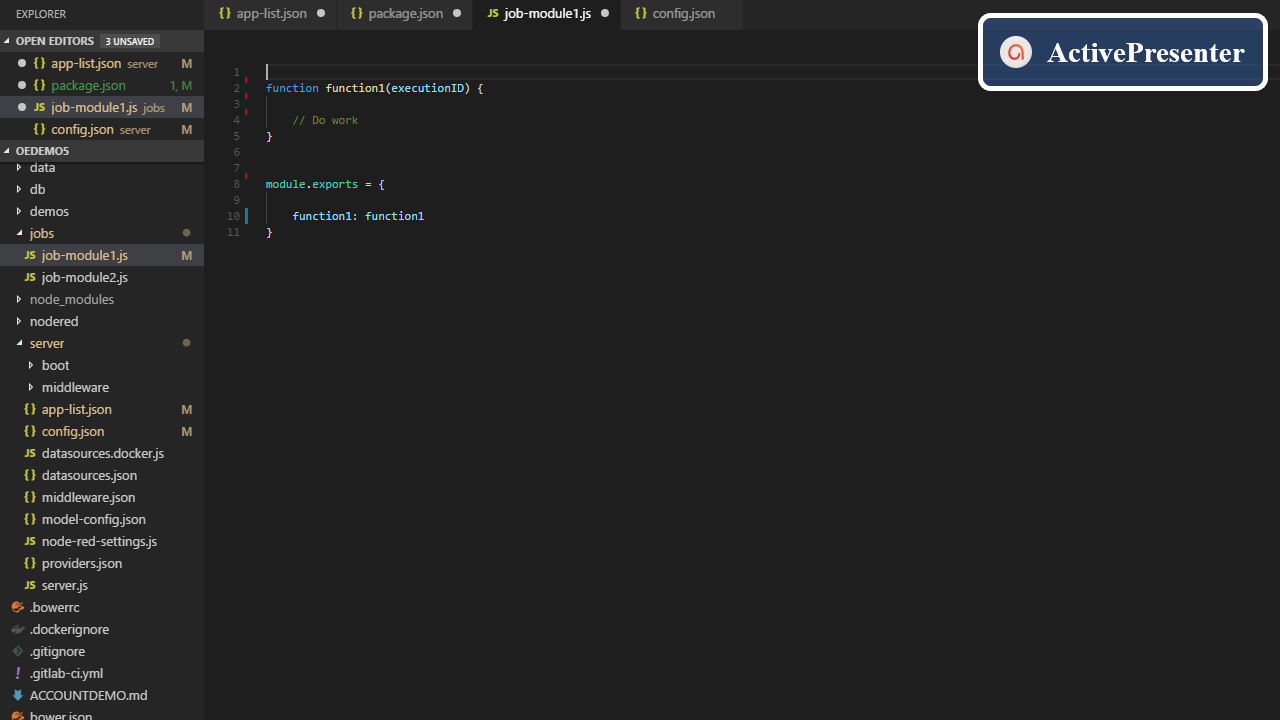 EXPLORER
OPEN EDITORS 3 UNSAVED
app-list.json server M
package.json 1, M
job-module1.js jobs M
config.json server M
OEDEMO5
data
db
demos
jobs
job-module1.js M
job-module2.js
node_modules
nodered
server
boot
middleware
app-list.json M
config.json M
datasources.docker.js
datasources.json
middleware.json
model-config.json
node-red-settings.js
providers.json
server.js
.bowerrc
.dockerignore
.gitignore
.gitlab-ci.yml
ACCOUNTDEMO.md
bower.json
app-list.json package.json JS job-module1.js config.json
1
2 function function1(executionID) {
3
4 // Do work
5 }
6
7
8 module.exports = {
9
10 function1: function1
11 }
ActivePresenter